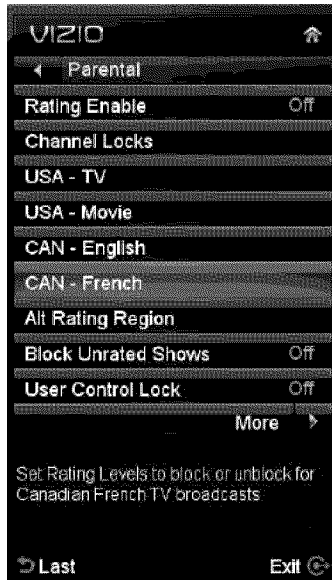 VIZIO
Parental
Rating Enable Off
Channel Locks
USA - TV
USA - Movie
CAN - English
CAN - French
Alt Rating Region
Block Unrated Shows Off
User Control Lock Off
More
Set Rating Levels to block or unblock for
Canadian French TV broadcasts
Last Exit